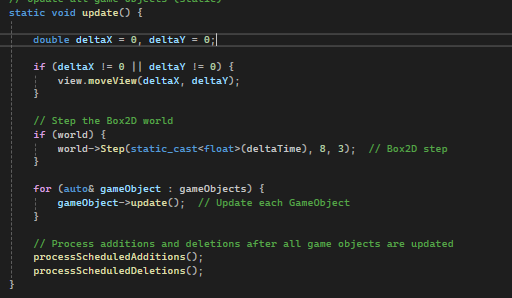 // Update all game objects (static)
static void update() {
double deltaX = 0, deltaY = 0;
if (deltaX != 0 || deltaY != 0) {
view.moveView(deltaX, deltaY);
}
// Step the Box2D world
if (world) {
world->Step(static_cast<float>(deltaTime), 8, 3);  // Box2D step
}
for (auto& gameObject : gameObjects) {
gameObject->update();  // Update each GameObject
}
// Process additions and deletions after all game objects are updated
processScheduledAdditions();
processScheduledDeletions();
}